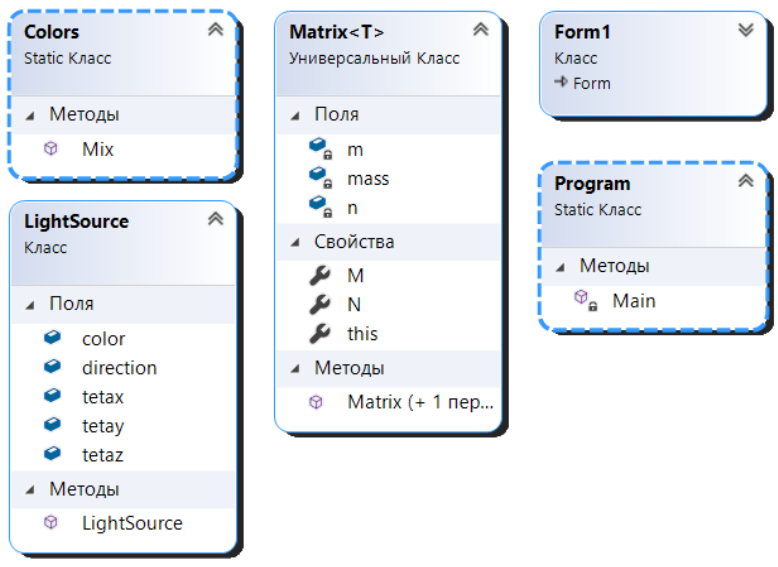 Colors
Static Класс
Методы
Mix
LightSource
Класс
Поля
color
direction
tetax
tetay
tetaz
Методы
LightSource
Matrix<T>
Универсальный Класс
Поля
m
mass
n
Свойства
M
N
this
Методы
Matrix (+ 1 пер...
Form1
Класс
Form
Program
Static Класс
Методы
Main